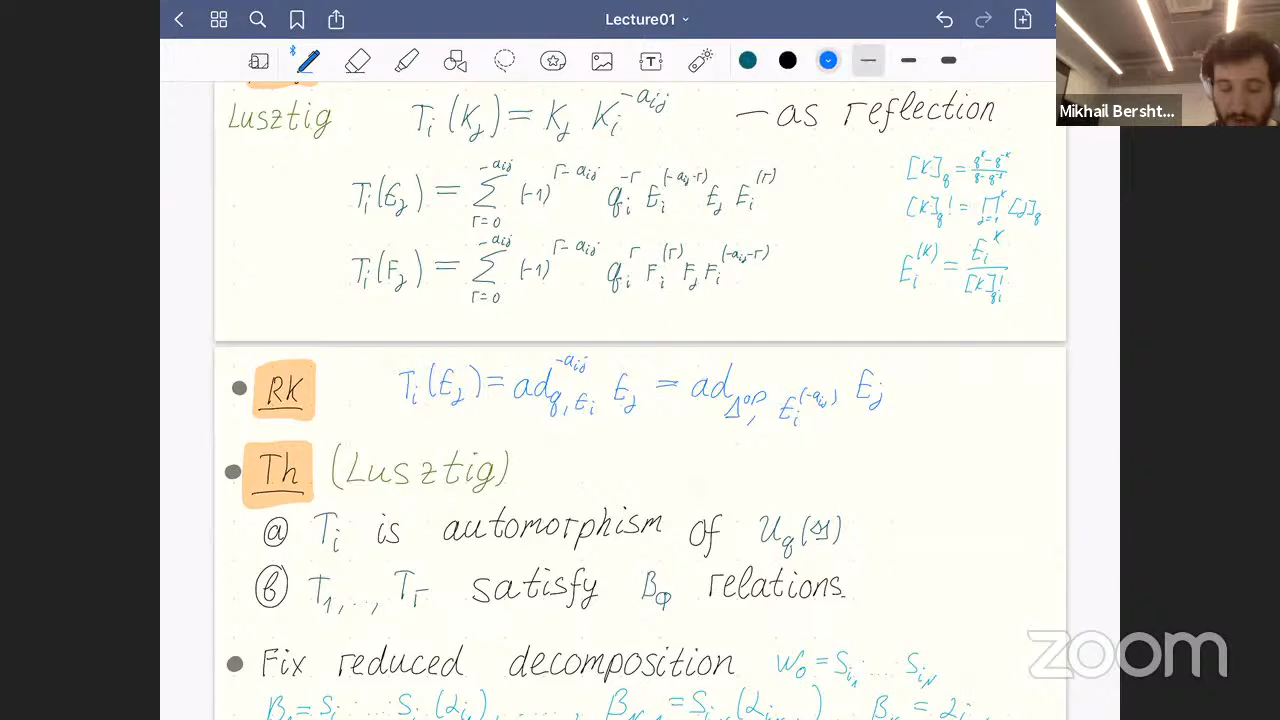 Lecture01
Mikhail Bersht...
Lusztig T_i(K_j) = K_j K_i^{-a_{ij}} — as reflection
[K]_q = \frac{q^K - q^{-K}}{q - q^{-1}}
T_i(E_j) = \sum_{r=0}^{-a_{ij}} (-1)^{r-a_{ij}} q_i^{-r} E_i^{(-a_{ij}-r)} E_j E_i^{(r)}
[K]_q! = \prod_{j=1}^{K} [j]_q
T_i(F_j) = \sum_{r=0}^{-a_{ij}} (-1)^{r-a_{ij}} q_i^{r} F_i^{(r)} F_j F_i^{(-a_{ij}-r)}
E_i^{(K)} = \frac{E_i^K}{[K]_{q_i}!}
• RK T_i(E_j) = ad_{q, E_i}^{-a_{ij}} E_j = ad_{Δ^{op}, E_i^{(-a_{ij})}} E_j
• Th (Lusztig)
ⓐ T_i is automorphism of U_q(𝔤)
ⓑ T_1, .., T_r satisfy B_Φ relations.
• Fix reduced decomposition w_0 = S_{i_1} ... S_{i_N}
zoom